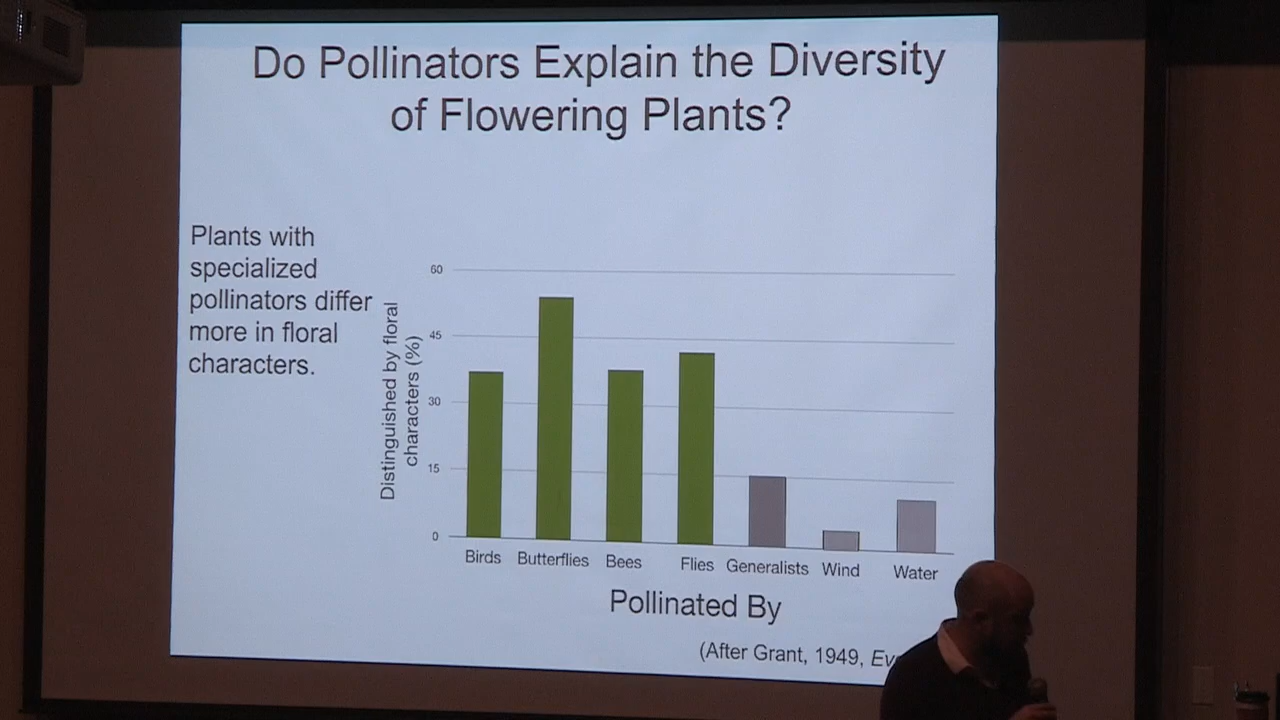 Do Pollinators Explain the Diversity
of Flowering Plants?
Plants with
specialized
pollinators differ
more in floral
characters.
Distinguished by floral
characters (%)
60
45
30
15
0
Birds Butterflies Bees Flies Generalists Wind Water
Pollinated By
(After Grant, 1949,